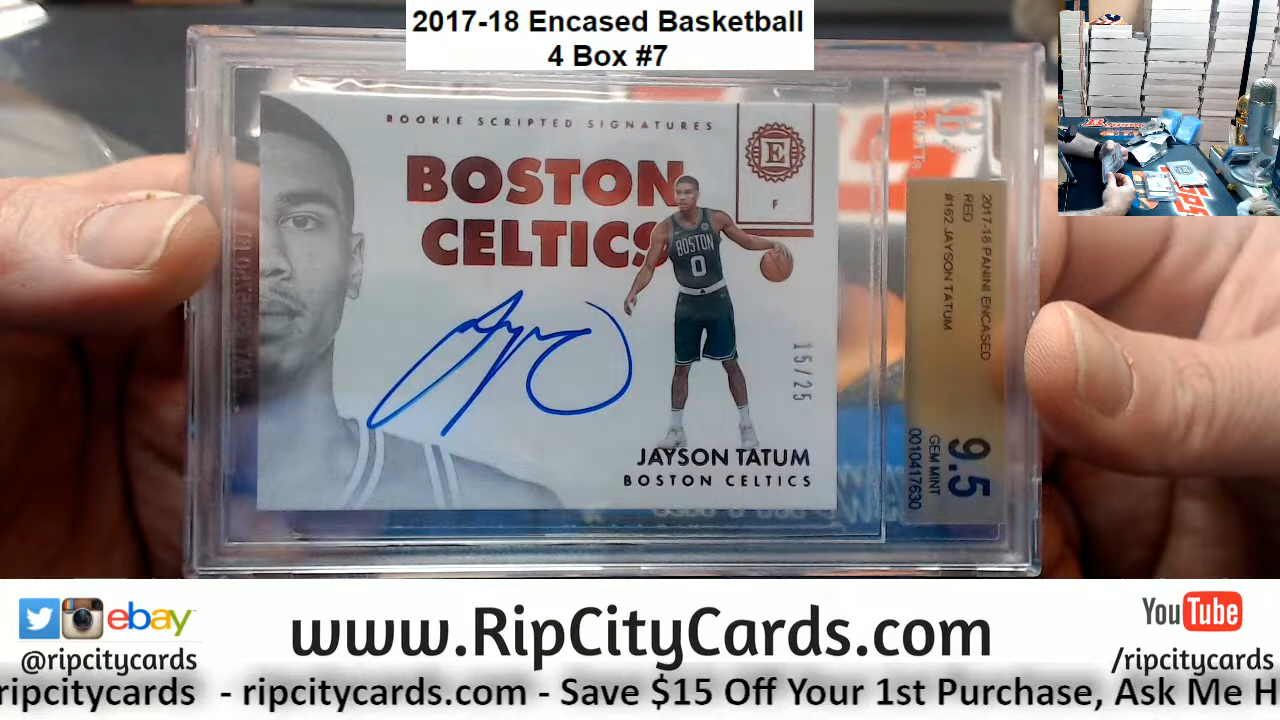 2017-18 Encased Basketball
4 Box #7
ROOKIE SCRIPTED SIGNATURES
BOSTON
CELTICS
E
F
BOSTON
0
15/25
JAYSON TATUM
BOSTON CELTICS
2017-18 PANINI ENCASED
RED
#162 JAYSON TATUM
9.5
GEM MINT
0010417630
ebay
@ripcitycards
www.RipCityCards.com
YouTube
/ripcitycards
ripcitycards - ripcitycards.com - Save $15 Off Your 1st Purchase, Ask Me H